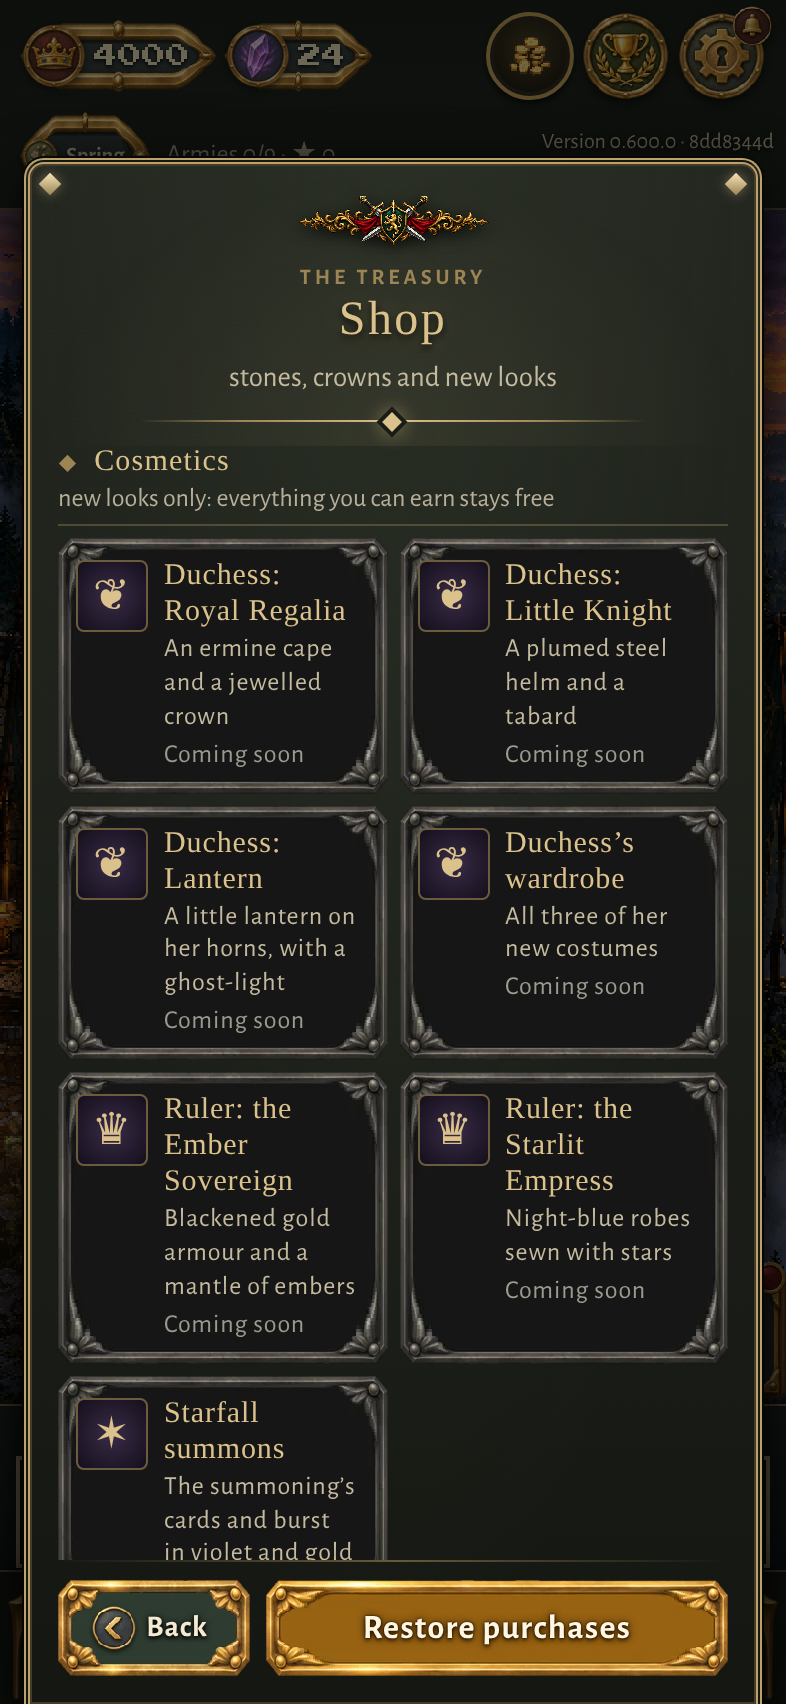 4000
24
Version 0.600.0 · 8dd8344d
Spring
Armies 0/9 · ★ 0
THE TREASURY
Shop
stones, crowns and new looks
Cosmetics
new looks only: everything you can earn stays free
Duchess:
Royal Regalia
An ermine cape
and a jewelled
crown
Coming soon
Duchess:
Little Knight
A plumed steel
helm and a
tabard
Coming soon
Duchess:
Lantern
A little lantern on
her horns, with a
ghost-light
Coming soon
Duchess’s
wardrobe
All three of her
new costumes
Coming soon
Ruler: the
Ember
Sovereign
Blackened gold
armour and a
mantle of embers
Coming soon
Ruler: the
Starlit
Empress
Night-blue robes
sewn with stars
Coming soon
Starfall
summons
The summoning’s
cards and burst
in violet and gold
Back
Restore purchases